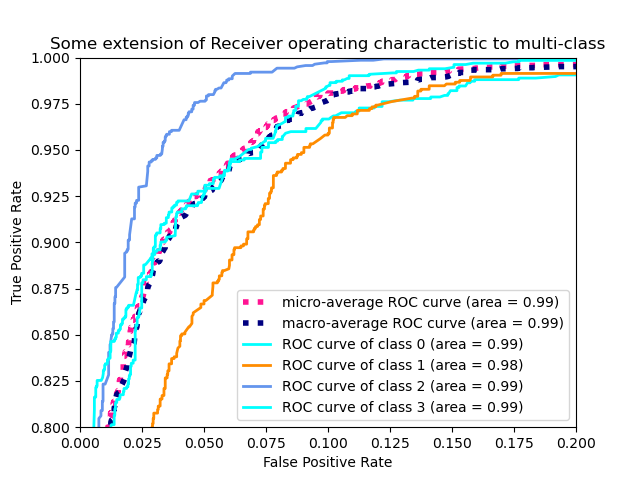 Some extension of Receiver operating characteristic to multi-class
1.000
0.975
0.950
0.925
0.900
0.875
0.850
0.825
0.800
True Positive Rate
micro-average ROC curve (area = 0.99)
macro-average ROC curve (area = 0.99)
ROC curve of class 0 (area = 0.99)
ROC curve of class 1 (area = 0.98)
ROC curve of class 2 (area = 0.99)
ROC curve of class 3 (area = 0.99)
0.000 0.025 0.050 0.075 0.100 0.125 0.150 0.175 0.200
False Positive Rate